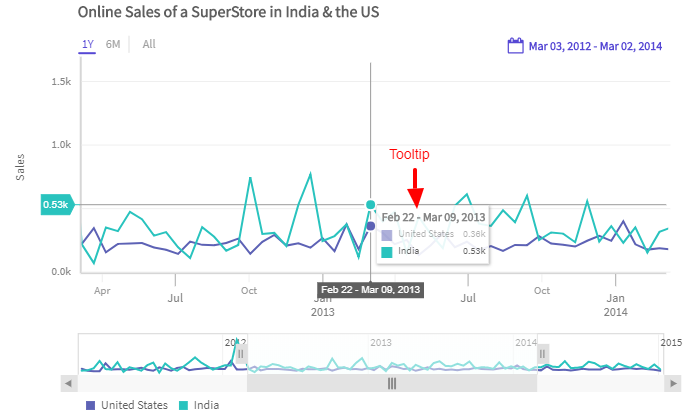 Online Sales of a SuperStore in India & the US
1Y 6M All
Mar 03, 2012 - Mar 02, 2014
1.5k
1.0k
Tooltip
Sales
0.53k
Feb 22 - Mar 09, 2013
United States 0.36k
India 0.53k
0.0k
Feb 22 - Mar 09, 2013
Apr Jul Oct Jan Jul Oct Jan
2013 2014
2012 2013 2014 2015
United States India